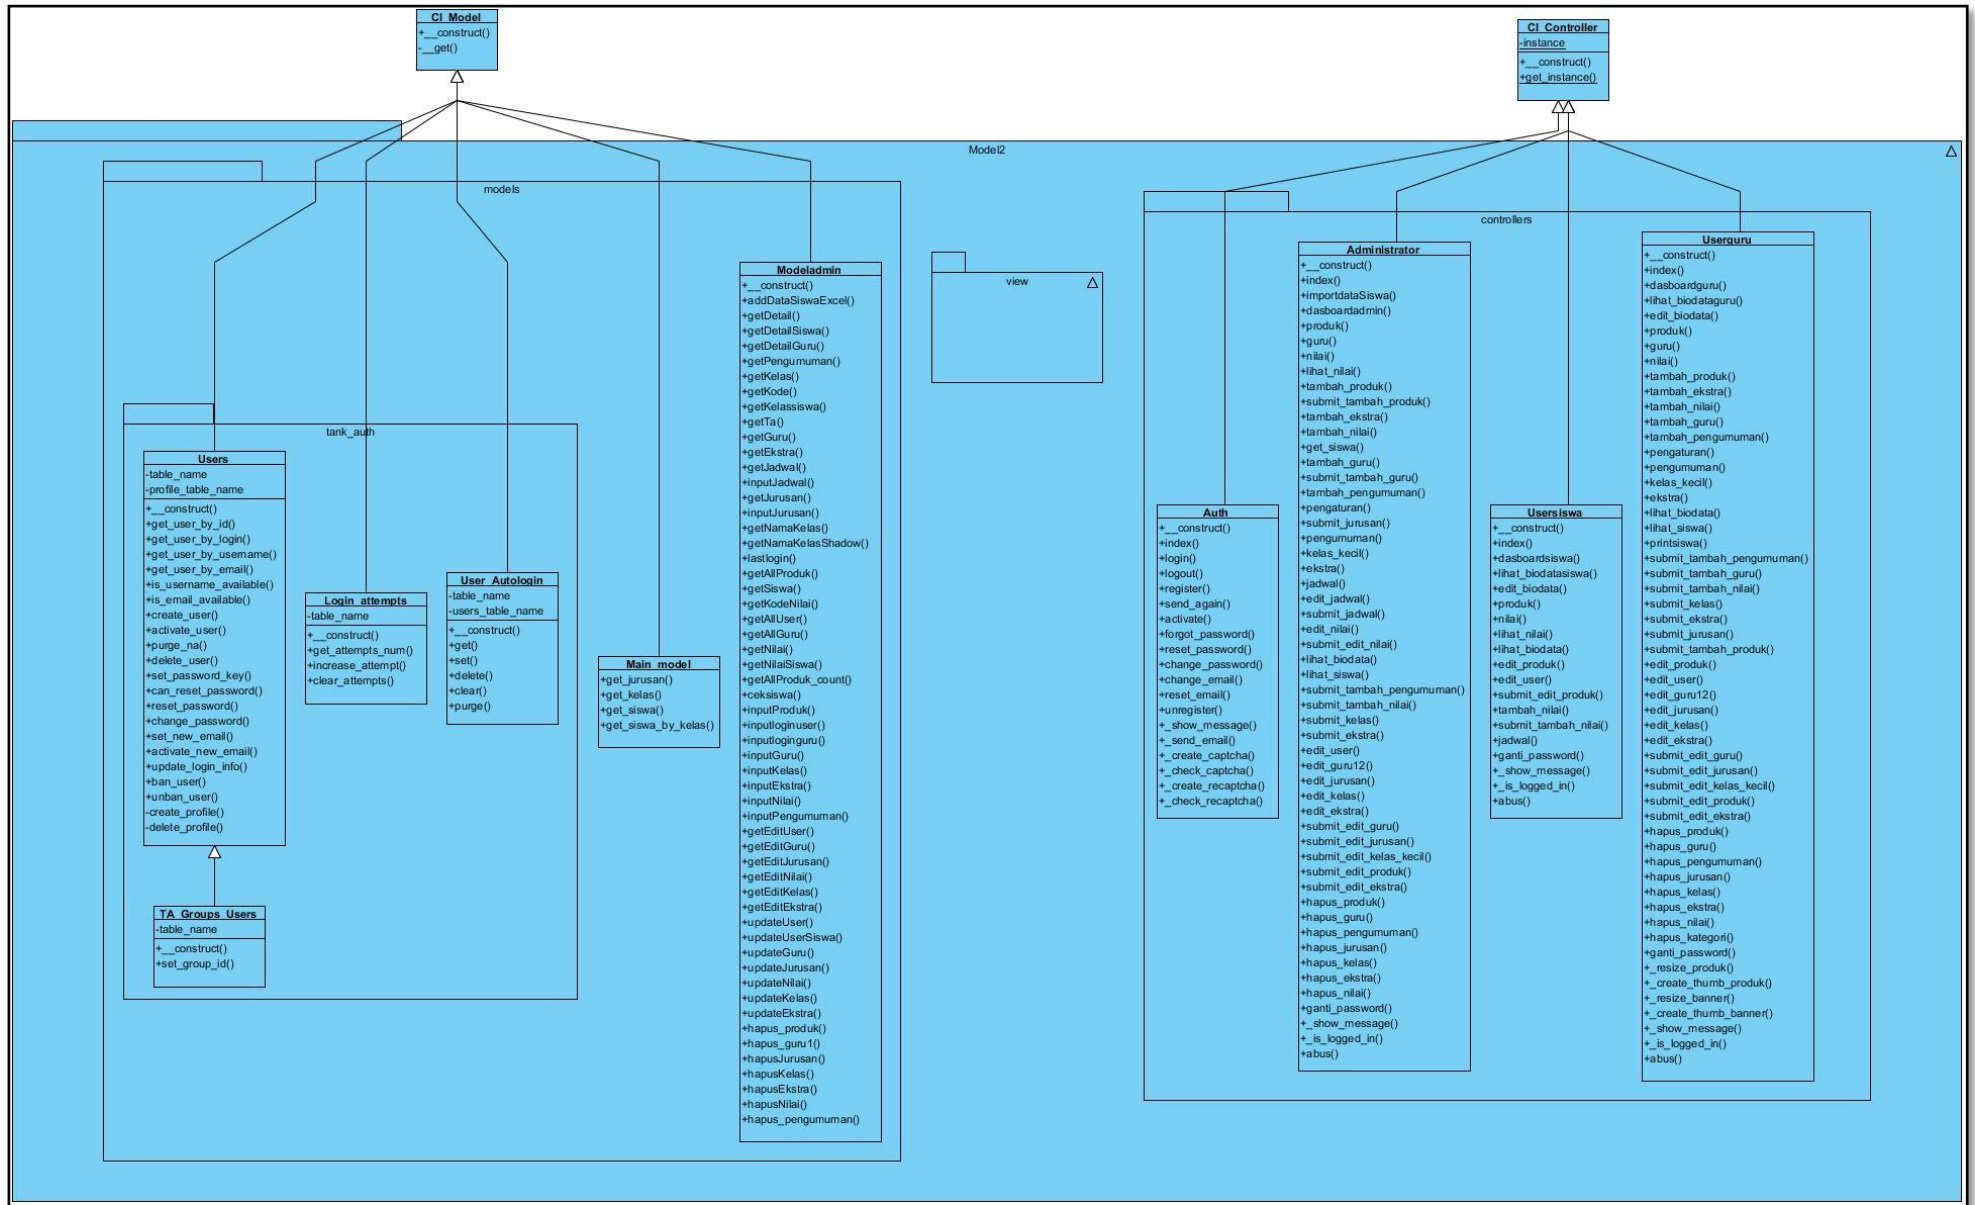 CI_Model
+__construct()
-__get()
CI_Controller
-instance
+__construct()
+get_instance()
Model2
models
tank_auth
Users
-table_name
-profile_table_name
+__construct()
+get_user_by_id()
+get_user_by_login()
+get_user_by_username()
+get_user_by_email()
+is_username_available()
+is_email_available()
+create_user()
+activate_user()
+purge_na()
+delete_user()
+set_password_key()
+can_reset_password()
+reset_password()
+change_password()
+set_new_email()
+activate_new_email()
+update_login_info()
+ban_user()
+unban_user()
-create_profile()
-delete_profile()
TA_Groups_Users
-table_name
+__construct()
+set_group_id()
Login_attempts
-table_name
+__construct()
+get_attempts_num()
+increase_attempt()
+clear_attempts()
User_Autologin
-table_name
-users_table_name
+__construct()
+get()
+set()
+delete()
+clear()
+purge()
Main_model
+get_jurusan()
+get_kelas()
+get_siswa()
+get_siswa_by_kelas()
Modeladmin
+__construct()
+addDataSiswaExcel()
+getDetail()
+getDetailSiswa()
+getDetailGuru()
+getPengumuman()
+getKelas()
+getKode()
+getKelassiswa()
+getTa()
+getGuru()
+getEkstra()
+getJadwal()
+inputJadwal()
+getJurusan()
+inputJurusan()
+getNamaKelas()
+getNamaKelasShadow()
+lastlogin()
+getAllProduk()
+getSiswa()
+getKodeNilai()
+getAllUser()
+getAllGuru()
+getNilai()
+getNilaiSiswa()
+getAllProduk_count()
+ceksiswa()
+inputProduk()
+inputloginuser()
+inputloginguru()
+inputGuru()
+inputKelas()
+inputEkstra()
+inputNilai()
+inputPengumuman()
+getEditUser()
+getEditGuru()
+getEditJurusan()
+getEditNilai()
+getEditKelas()
+getEditEkstra()
+updateUser()
+updateUserSiswa()
+updateGuru()
+updateJurusan()
+updateNilai()
+updateKelas()
+updateEkstra()
+hapus_produk()
+hapus_guru1()
+hapusJurusan()
+hapusKelas()
+hapusEkstra()
+hapusNilai()
+hapus_pengumuman()
view
controllers
Auth
+__construct()
+index()
+login()
+logout()
+register()
+send_again()
+activate()
+forgot_password()
+reset_password()
+change_password()
+change_email()
+reset_email()
+unregister()
+_show_message()
+_send_email()
+_create_captcha()
+_check_captcha()
+_create_recaptcha()
+_check_recaptcha()
Administrator
+__construct()
+index()
+importdataSiswa()
+dasboardadmin()
+produk()
+guru()
+nilai()
+lihat_nilai()
+tambah_produk()
+submit_tambah_produk()
+tambah_ekstra()
+tambah_nilai()
+get_siswa()
+tambah_guru()
+submit_tambah_guru()
+tambah_pengumuman()
+pengaturan()
+submit_jurusan()
+pengumuman()
+kelas_kecil()
+ekstra()
+jadwal()
+edit_jadwal()
+submit_jadwal()
+edit_nilai()
+submit_edit_nilai()
+lihat_biodata()
+lihat_siswa()
+submit_tambah_pengumuman()
+submit_tambah_nilai()
+submit_kelas()
+submit_ekstra()
+edit_user()
+edit_guru12()
+edit_jurusan()
+edit_kelas()
+edit_ekstra()
+submit_edit_guru()
+submit_edit_jurusan()
+submit_edit_kelas_kecil()
+submit_edit_produk()
+submit_edit_ekstra()
+hapus_produk()
+hapus_guru()
+hapus_pengumuman()
+hapus_jurusan()
+hapus_kelas()
+hapus_ekstra()
+hapus_nilai()
+ganti_password()
+_show_message()
+_is_logged_in()
+abus()
Usersiswa
+__construct()
+index()
+dasboardsiswa()
+lihat_biodatasiswa()
+edit_biodata()
+produk()
+nilai()
+lihat_nilai()
+lihat_biodata()
+edit_produk()
+edit_user()
+submit_edit_produk()
+tambah_nilai()
+submit_tambah_nilai()
+jadwal()
+ganti_password()
+_show_message()
+_is_logged_in()
+abus()
Userguru
+__construct()
+index()
+dasboardguru()
+lihat_biodataguru()
+edit_biodata()
+produk()
+guru()
+nilai()
+tambah_produk()
+tambah_ekstra()
+tambah_nilai()
+tambah_guru()
+tambah_pengumuman()
+pengaturan()
+pengumuman()
+kelas_kecil()
+ekstra()
+lihat_biodata()
+lihat_siswa()
+printsiswa()
+submit_tambah_pengumuman()
+submit_tambah_guru()
+submit_tambah_nilai()
+submit_kelas()
+submit_ekstra()
+submit_jurusan()
+submit_tambah_produk()
+edit_produk()
+edit_user()
+edit_guru12()
+edit_jurusan()
+edit_kelas()
+edit_ekstra()
+submit_edit_guru()
+submit_edit_jurusan()
+submit_edit_kelas_kecil()
+submit_edit_produk()
+submit_edit_ekstra()
+hapus_produk()
+hapus_guru()
+hapus_pengumuman()
+hapus_jurusan()
+hapus_kelas()
+hapus_ekstra()
+hapus_nilai()
+hapus_kategori()
+ganti_password()
+_resize_produk()
+_create_thumb_produk()
+_resize_banner()
+_create_thumb_banner()
+_show_message()
+_is_logged_in()
+abus()